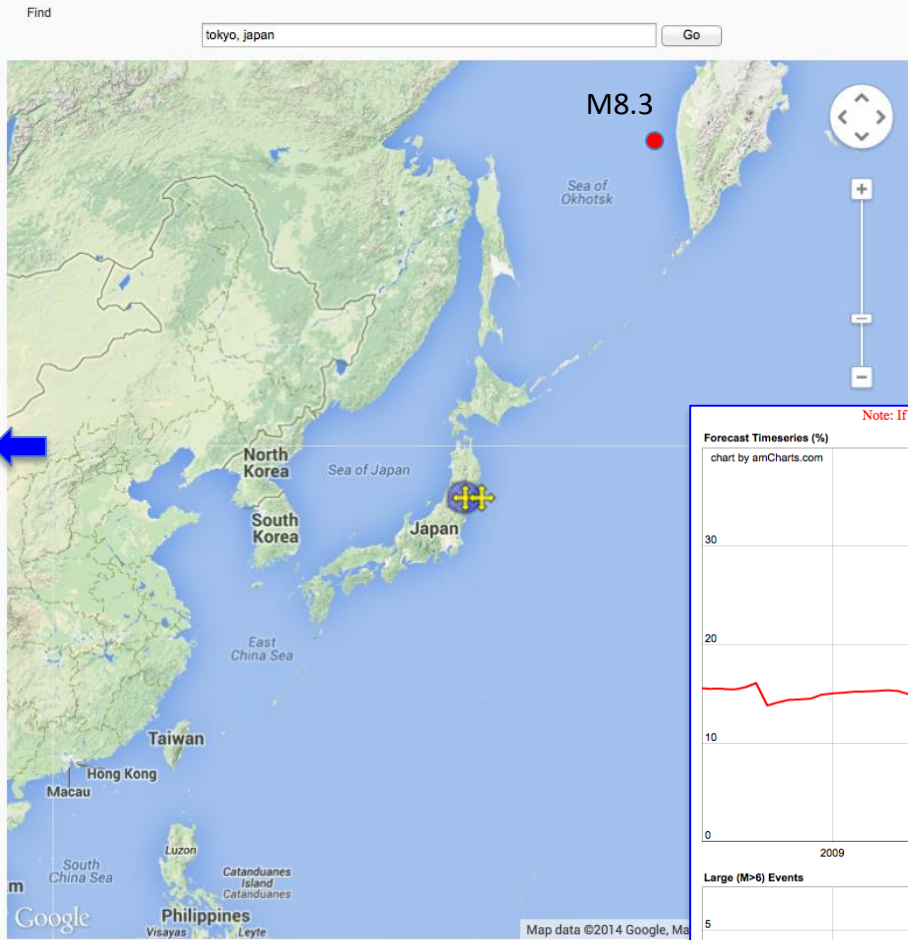 Find
tokyo, japan
Go
M8.3
Sea of
Okhotsk
North
Korea
Sea of Japan
South
Korea
Japan
East
China Sea
Taiwan
Hong Kong
Macau
South
China Sea
Luzon
Catanduanes
Island
Catanduanes
m
Google
Philippines
Visayas
Leyte
Map data ©2014 Google, Ma
Note: If
Forecast Timeseries (%)
chart by amCharts.com
30
20
10
0
2009
Large (M>6) Events
5